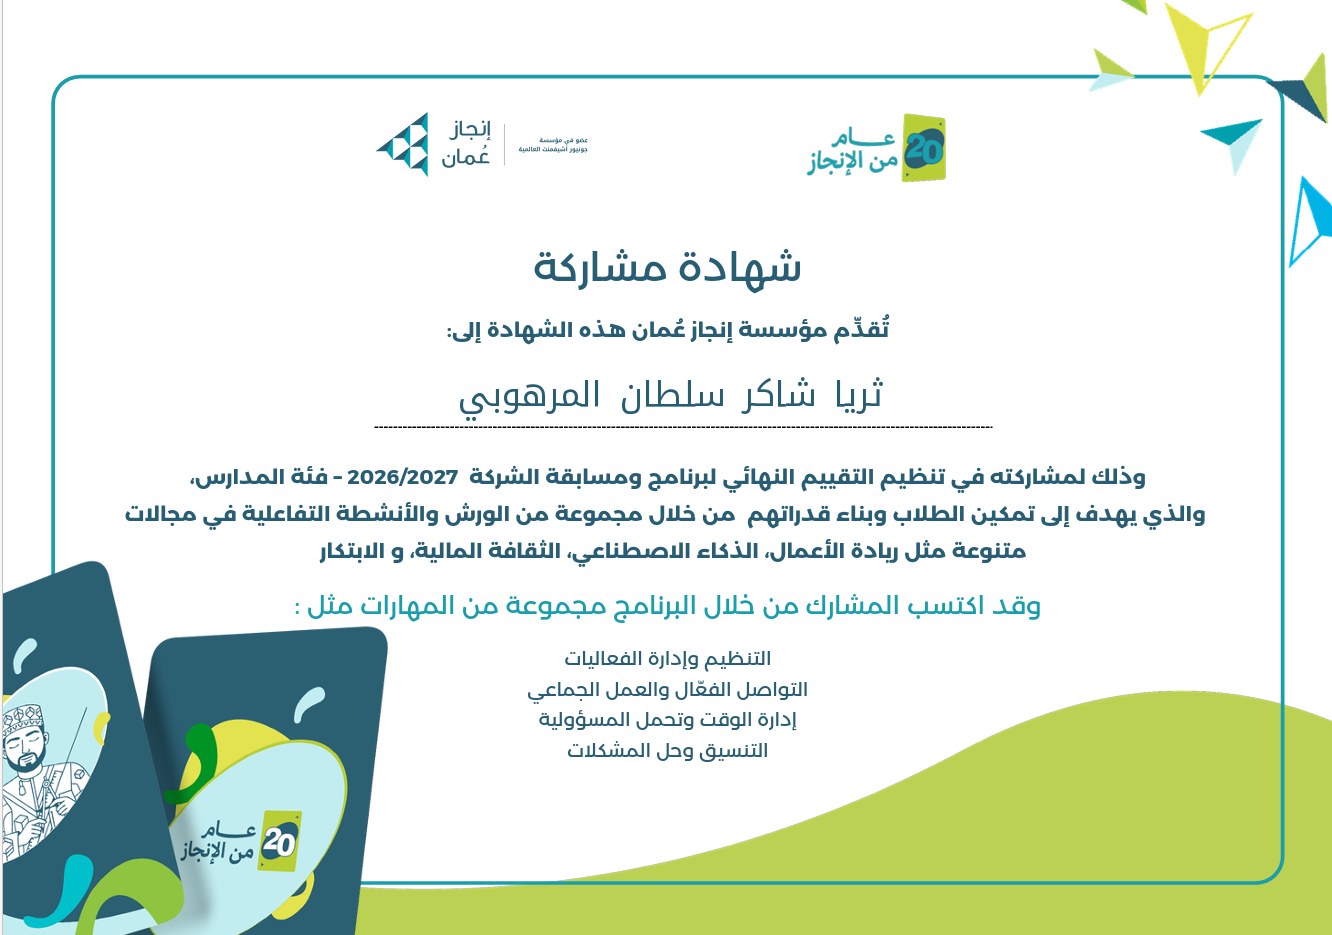 20 عام
من الإنجاز
إنجاز
عُمان
عضو في مؤسسة
جونيور أشيفمنت العالمية
شهادة مشاركة
تُقدِّم مؤسسة إنجاز عُمان هذه الشهادة إلى:
ثريا شاكر سلطان المرهوبي
وذلك لمشاركته في تنظيم التقييم النهائي لبرنامج ومسابقة الشركة 2026/2027 – فئة المدارس،
والذي يهدف إلى تمكين الطلاب وبناء قدراتهم من خلال مجموعة من الورش والأنشطة التفاعلية في مجالات
متنوعة مثل ريادة الأعمال، الذكاء الاصطناعي، الثقافة المالية، و الابتكار
وقد اكتسب المشارك من خلال البرنامج مجموعة من المهارات مثل :
التنظيم وإدارة الفعاليات
التواصل الفعّال والعمل الجماعي
إدارة الوقت وتحمل المسؤولية
التنسيق وحل المشكلات
20 عام
من الإنجاز